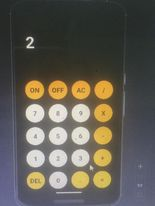 2
ON OFF AC /
7 8 9 X
4 5 6 -
1 2 3 +
DEL 0 . =